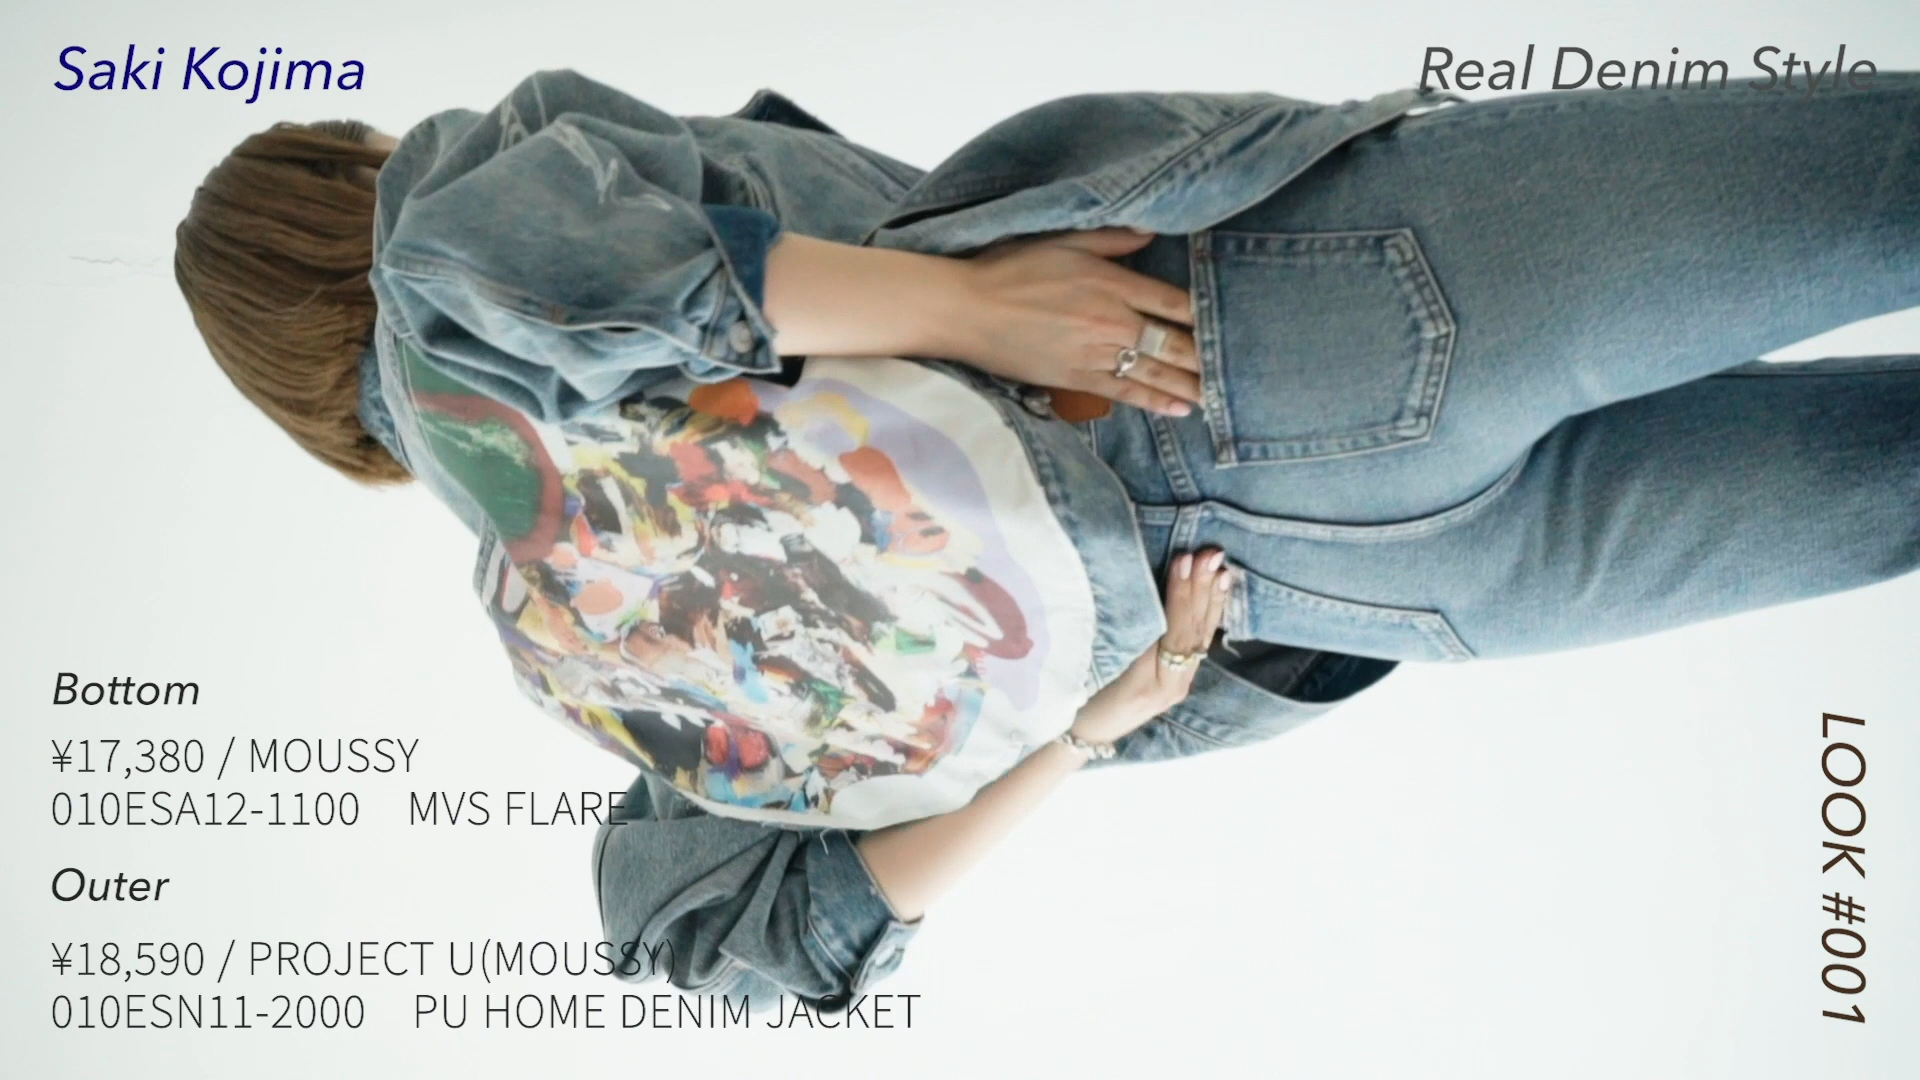 Saki Kojima
Real Denim Style
Bottom
¥17,380 / MOUSSY
010ESA12-1100 MVS FLARE
Outer
¥18,590 / PROJECT U(MOUSSY)
010ESN11-2000 PU HOME DENIM JACKET
LOOK #001